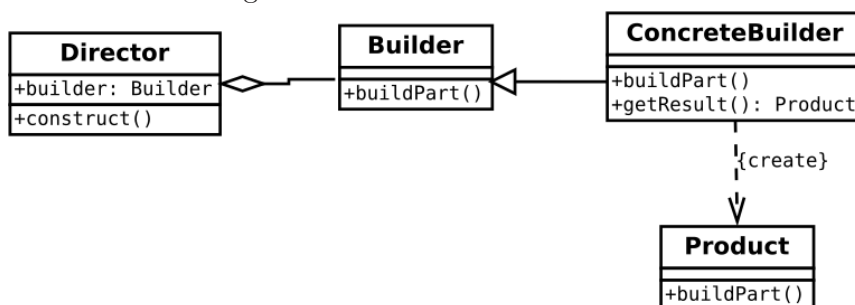 Director
+builder: Builder
+construct()
Builder
+buildPart()
ConcreteBuilder
+buildPart()
+getResult(): Product
{create}
Product
+buildPart()